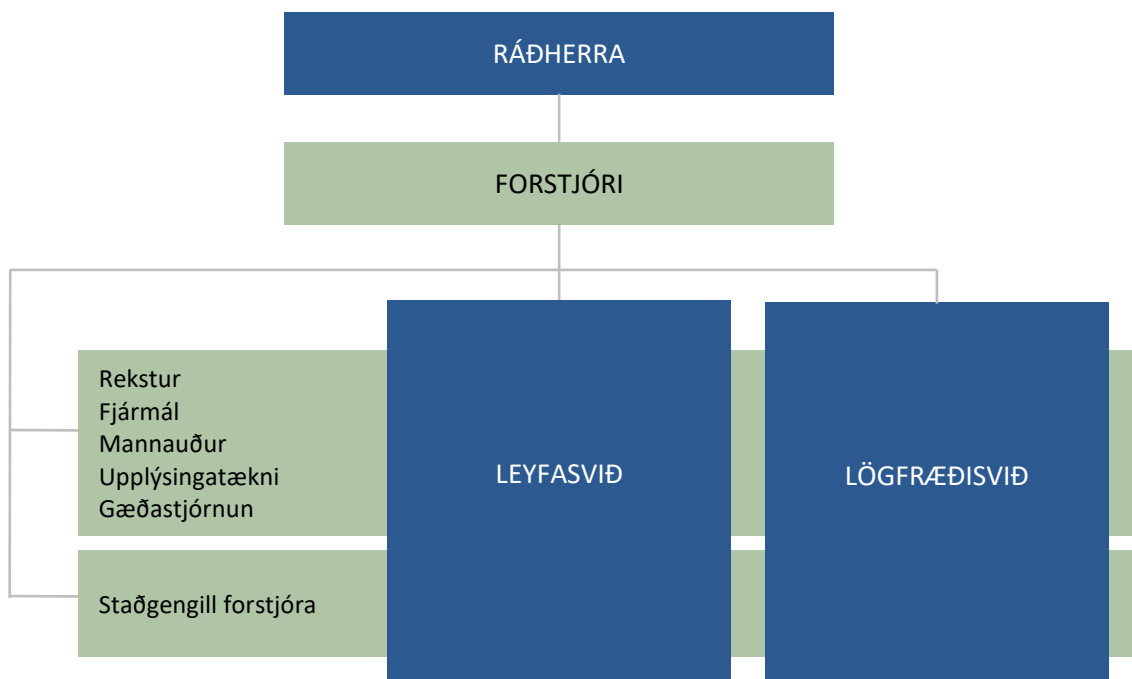 RÁÐHERRA
FORSTJÓRI
Rekstur
Fjármál
Mannauður
Upplýsingatækni
Gæðastjórnun
LEYFASVIÐ
LÖGFRÆÐISVIÐ
Staðgengill forstjóra